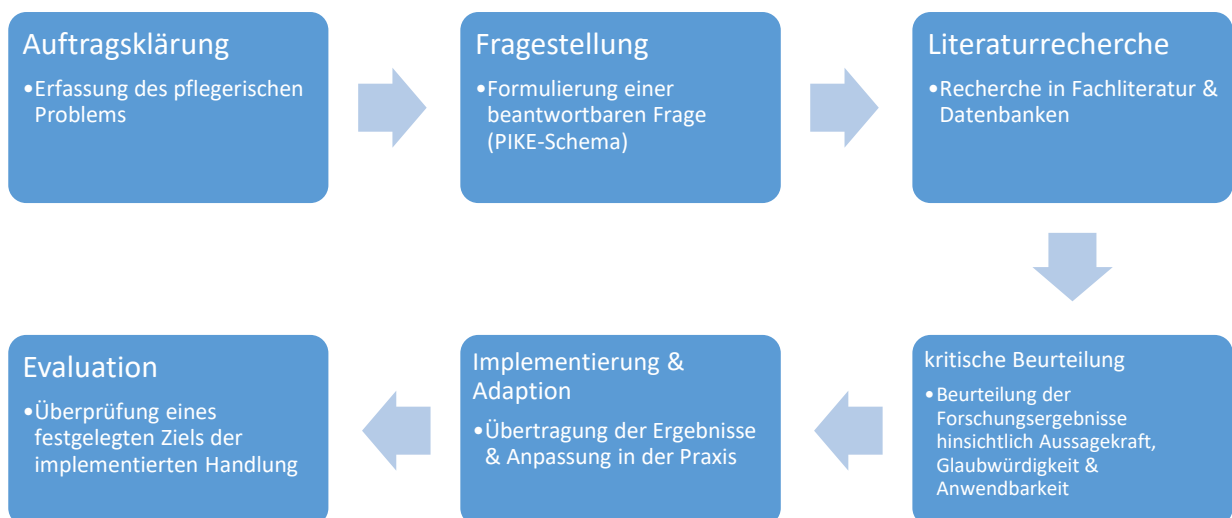 Auftragsklärung
•Erfassung des pflegerischen
Problems
Fragestellung
•Formulierung einer
beantwortbaren Frage
(PIKE-Schema)
Literaturrecherche
•Recherche in Fachliteratur &
Datenbanken
kritische Beurteilung
•Beurteilung der
Forschungsergebnisse
hinsichtlich Aussagekraft,
Glaubwürdigkeit &
Anwendbarkeit
Implementierung &
Adaption
•Übertragung der Ergebnisse
& Anpassung in der Praxis
Evaluation
•Überprüfung eines
festgelegten Ziels der
implementierten Handlung